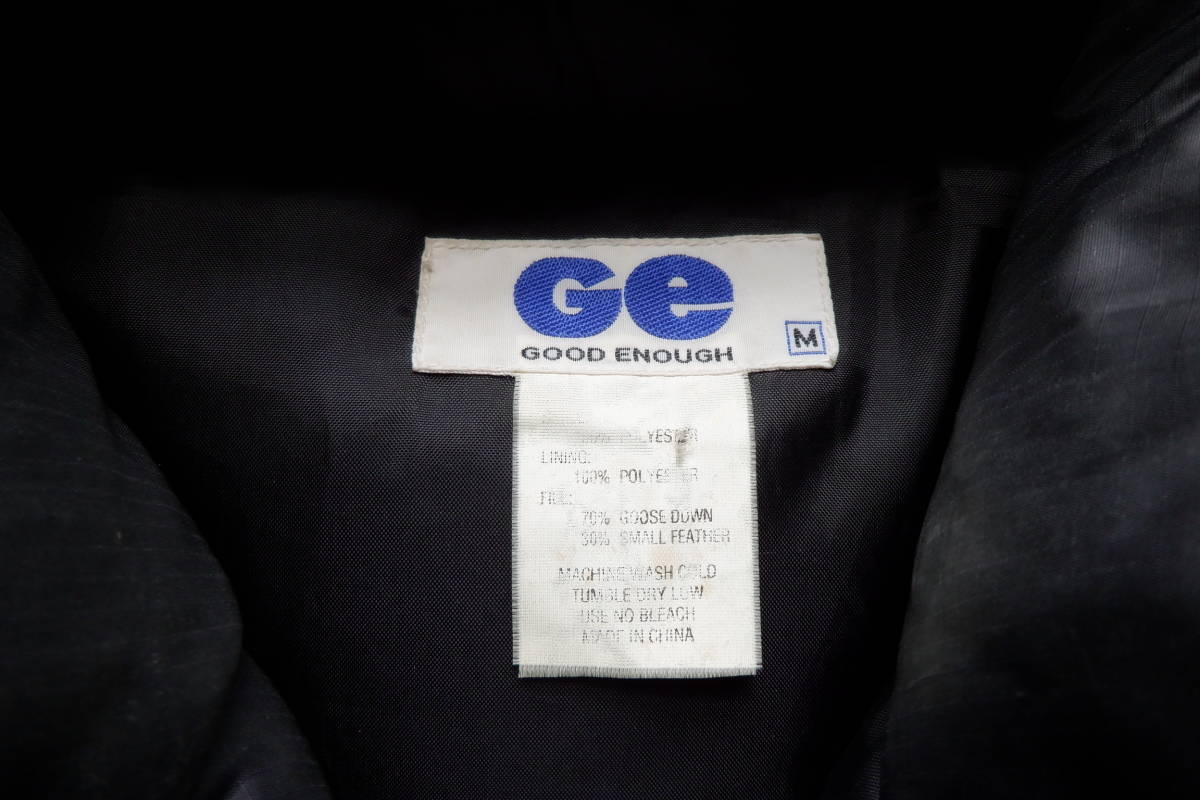 Ge
GOOD ENOUGH
M
POLYESTER
LINING:
100% POLYESTER
FILL:
70% GOOSE DOWN
30% SMALL FEATHER
MACHINE WASH COLD
TUMBLE DRY LOW
USE NO BLEACH
MADE IN CHINA